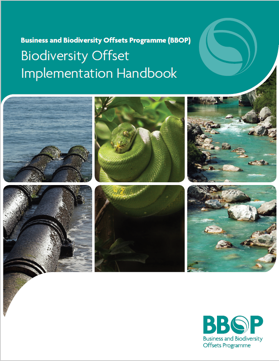 Business and Biodiversity Offsets Programme (BBOP)
Biodiversity Offset
Implementation Handbook
BBOP
Business and Biodiversity
Offsets Programme